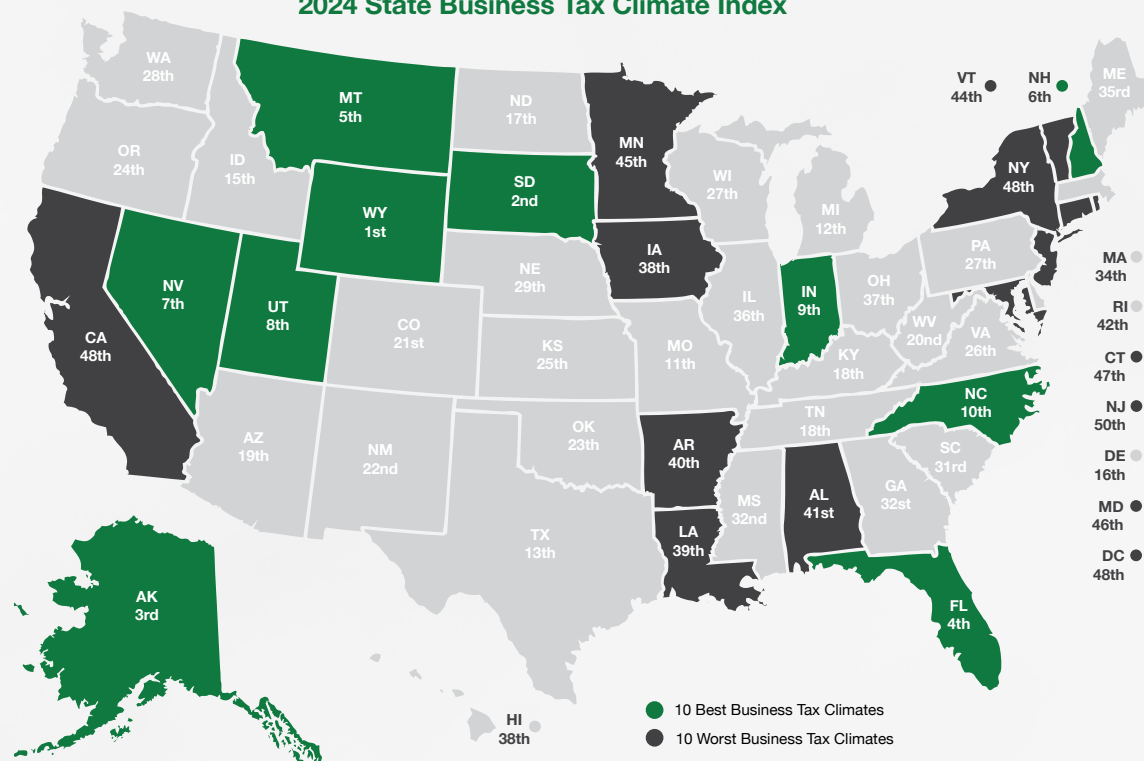 2024 State Business Tax Climate Index
WA
28th
MT
5th
ND
17th
MN
45th
VT
44th
NH
6th
ME
35rd
OR
24th
ID
15th
WY
1st
SD
2nd
WI
27th
MI
12th
NY
48th
NV
7th
UT
8th
CA
48th
NE
29th
IA
38th
IL
36th
IN
9th
OH
37th
PA
27th
MA
34th
RI
42th
CT
47th
NJ
50th
DE
16th
MD
46th
DC
48th
CO
21st
KS
25th
MO
11th
KY
18th
WV
20nd
VA
26th
NC
10th
TN
18th
SC
31rd
AZ
19th
NM
22nd
OK
23th
AR
40th
MS
32nd
AL
41st
GA
32st
TX
13th
LA
39th
FL
4th
AK
3rd
HI
38th
10 Best Business Tax Climates
10 Worst Business Tax Climates